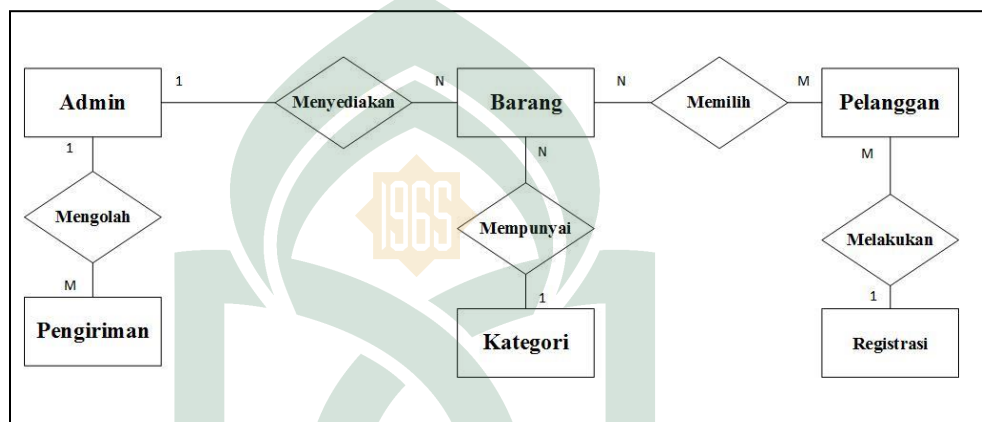 Admin
1
Menyediakan
N
Barang
N
Memilih
M
Pelanggan
1
Mengolah
M
Pengiriman
N
Mempunyai
1
Kategori
M
Melakukan
1
Registrasi
1965